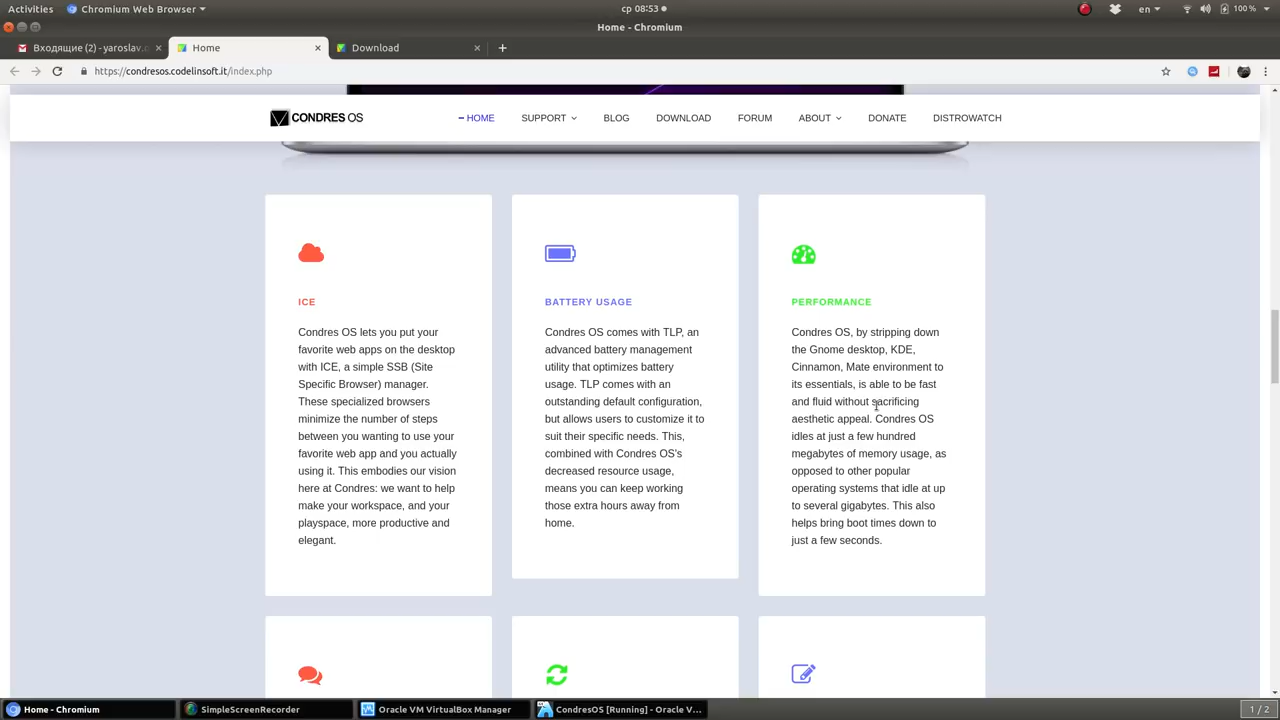 Activities
Chromium Web Browser
ср 08:53
en
100 %
Home - Chromium
Входящие (2) - yaroslav.
Home
Download
https://condresos.codelinsoft.it/index.php
CONDRES OS
HOME
SUPPORT
BLOG
DOWNLOAD
FORUM
ABOUT
DONATE
DISTROWATCH
ICE
Condres OS lets you put your
favorite web apps on the desktop
with ICE, a simple SSB (Site
Specific Browser) manager.
These specialized browsers
minimize the number of steps
between you wanting to use your
favorite web app and you actually
using it. This embodies our vision
here at Condres: we want to help
make your workspace, and your
playspace, more productive and
elegant.
BATTERY USAGE
Condres OS comes with TLP, an
advanced battery management
utility that optimizes battery
usage. TLP comes with an
outstanding default configuration,
but allows users to customize it to
suit their specific needs. This,
combined with Condres OS's
decreased resource usage,
means you can keep working
those extra hours away from
home.
PERFORMANCE
Condres OS, by stripping down
the Gnome desktop, KDE,
Cinnamon, Mate environment to
its essentials, is able to be fast
and fluid without sacrificing
aesthetic appeal. Condres OS
idles at just a few hundred
megabytes of memory usage, as
opposed to other popular
operating systems that idle at up
to several gigabytes. This also
helps bring boot times down to
just a few seconds.
Home - Chromium
SimpleScreenRecorder
Oracle VM VirtualBox Manager
CondresOS [Running] - Oracle V...
1 / 2